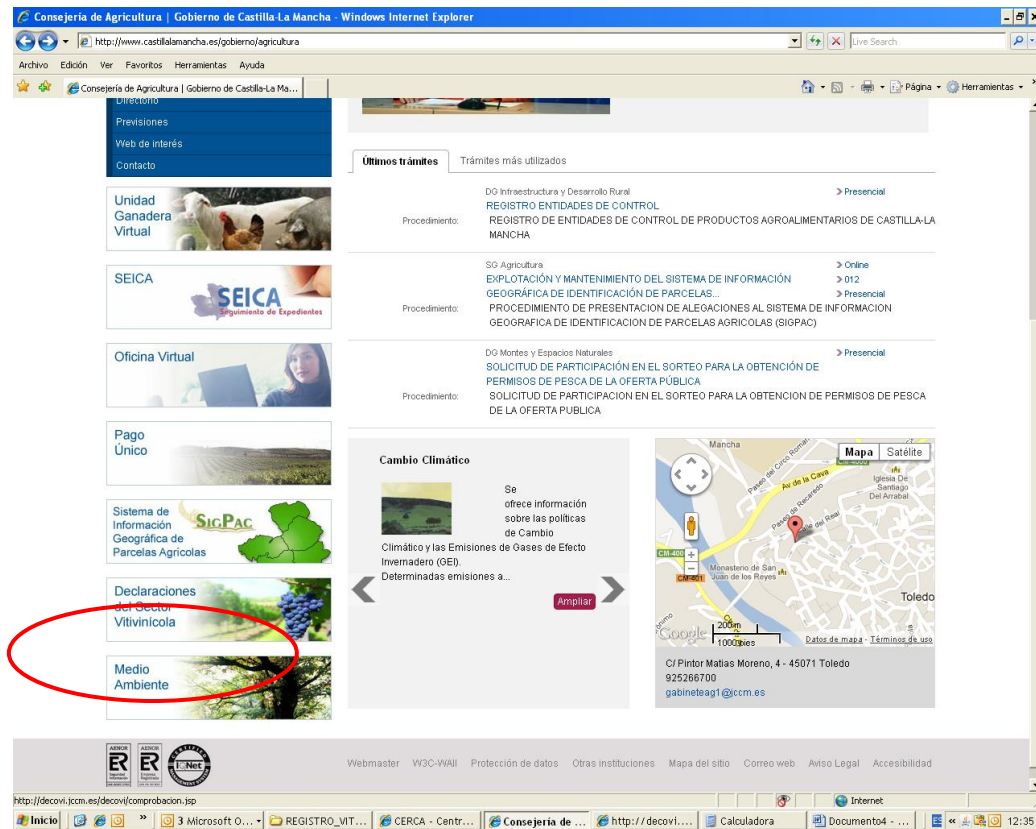 Consejería de Agricultura | Gobierno de Castilla-La Mancha - Windows Internet Explorer
http://www.castillalamancha.es/gobierno/agricultura
Live Search
Archivo Edición Ver Favoritos Herramientas Ayuda
Consejería de Agricultura | Gobierno de Castilla-La Ma...
Página Herramientas
Directorio
Previsiones
Web de interés
Contacto
Unidad
Ganadera
Virtual
SEICA
SEICA
Seguimiento de Expedientes
Oficina Virtual
Pago
Único
Sistema de
Información
Geográfica de
Parcelas Agrícolas
SIGPAC
Declaraciones
del Sector
Vitivinícola
Medio
Ambiente
Últimos trámites Trámites más utilizados
DG Infraestructura y Desarrollo Rural
Presencial
REGISTRO ENTIDADES DE CONTROL
Procedimiento: REGISTRO DE ENTIDADES DE CONTROL DE PRODUCTOS AGROALIMENTARIOS DE CASTILLA-LA
MANCHA
SG Agricultura
Online
EXPLOTACIÓN Y MANTENIMIENTO DEL SISTEMA DE INFORMACIÓN
012
GEOGRÁFICA DE IDENTIFICACIÓN DE PARCELAS...
Presencial
Procedimiento: PROCEDIMIENTO DE PRESENTACION DE ALEGACIONES AL SISTEMA DE INFORMACION
GEOGRAFICA DE IDENTIFICACION DE PARCELAS AGRICOLAS (SIGPAC)
DG Montes y Espacios Naturales
Presencial
SOLICITUD DE PARTICIPACIÓN EN EL SORTEO PARA LA OBTENCIÓN DE
PERMISOS DE PESCA DE LA OFERTA PÚBLICA
Procedimiento: SOLICITUD DE PARTICIPACION EN EL SORTEO PARA LA OBTENCION DE PERMISOS DE PESCA
DE LA OFERTA PUBLICA
Cambio Climático
Se
ofrece información
sobre las políticas
de Cambio
Climático y las Emisiones de Gases de Efecto
Invernadero (GEI).
Determinadas emisiones a...
Ampliar
Mancha
Mapa Satélite
Paseo del Circo Romano
Av de la Cava
Paseo de Recaredo
Iglesia De
Santiago
Del Arrabal
Calle del Real
CM-4000
CM-400
CM-401
Monasterio de San
Juan de los Reyes
Toledo
Google
200 m
1000 pies
Datos de mapa - Términos de uso
C/ Pintor Matias Moreno, 4 - 45071 Toledo
925266700
gabineteag1@jccm.es
AENOR AENOR
ER ER IQNet
Webmaster W3C-WAII Protección de datos Otras instituciones Mapa del sitio Correo web Aviso Legal Accesibilidad
http://decovi.jccm.es/decovi/comprobacion.jsp
Internet
Inicio
3 Microsoft O...
REGISTRO_VIT...
CERCA - Centr...
Consejería de ...
http://decovi....
Calculadora
Documento4 - ...
12:38